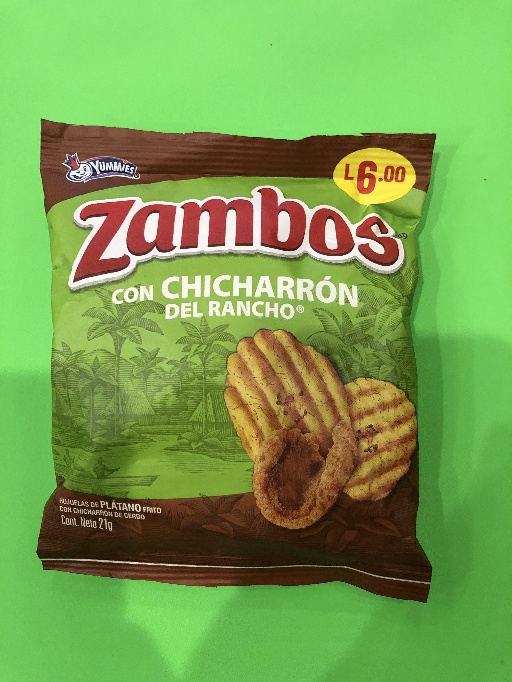 YUMMIES!
L6.00
Zambos®
CON CHICHARRÓN
DEL RANCHO®
HOJUELAS DE PLÁTANO FRITO
CON CHICHARRÓN DE CERDO
Cont. Neto 21g